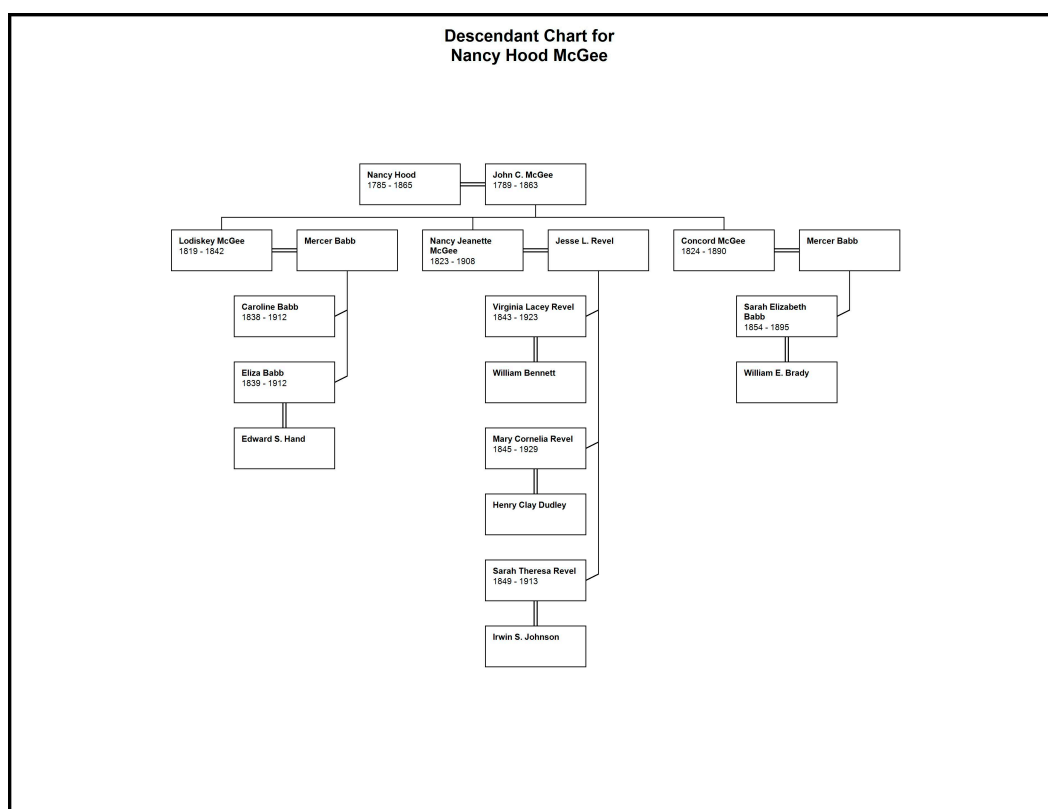 Descendant Chart for
Nancy Hood McGee
Nancy Hood
1785 - 1865
John C. McGee
1789 - 1863
Lodiskey McGee
1819 - 1842
Mercer Babb
Nancy Jeanette
McGee
1823 - 1908
Jesse L. Revel
Concord McGee
1824 - 1890
Mercer Babb
Caroline Babb
1838 - 1912
Virginia Lacey Revel
1843 - 1923
Sarah Elizabeth
Babb
1854 - 1895
Eliza Babb
1839 - 1912
William Bennett
William E. Brady
Edward S. Hand
Mary Cornelia Revel
1845 - 1929
Henry Clay Dudley
Sarah Theresa Revel
1849 - 1913
Irwin S. Johnson